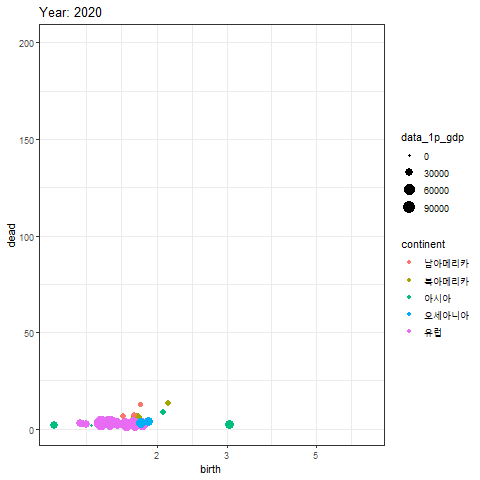 Year: 2020
200
150
100
50
0
dead
2
3
5
birth
data_1p_gdp
0
30000
60000
90000
continent
남아메리카
북아메리카
아시아
오세아니아
유럽